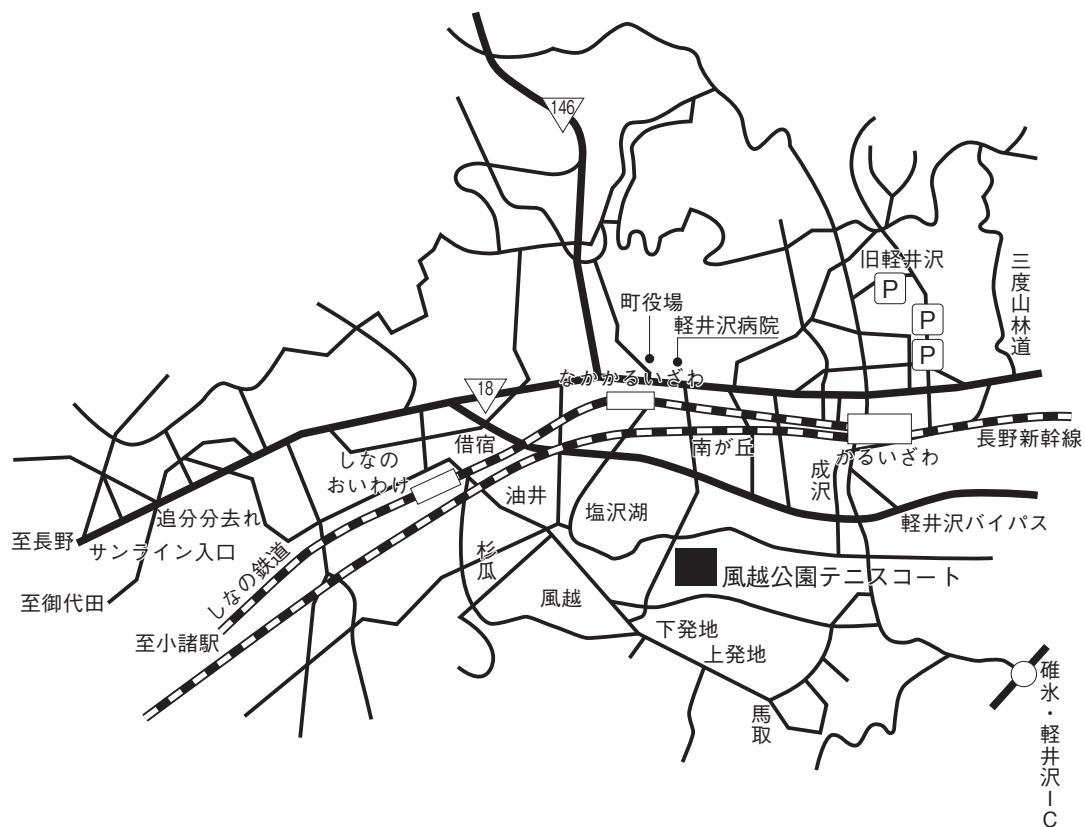 146
旧軽井沢
P
P
P
三度山林道
町役場
軽井沢病院
なかかるいざわ
18
借宿
しなの
おいわけ
南が丘
かるいざわ
長野新幹線
成沢
油井
塩沢湖
軽井沢バイパス
追分分去れ
至長野
サンライン入口
しなの鉄道
杉瓜
風越公園テニスコート
至御代田
風越
至小諸駅
下発地
上発地
馬取
碓氷・軽井沢IC